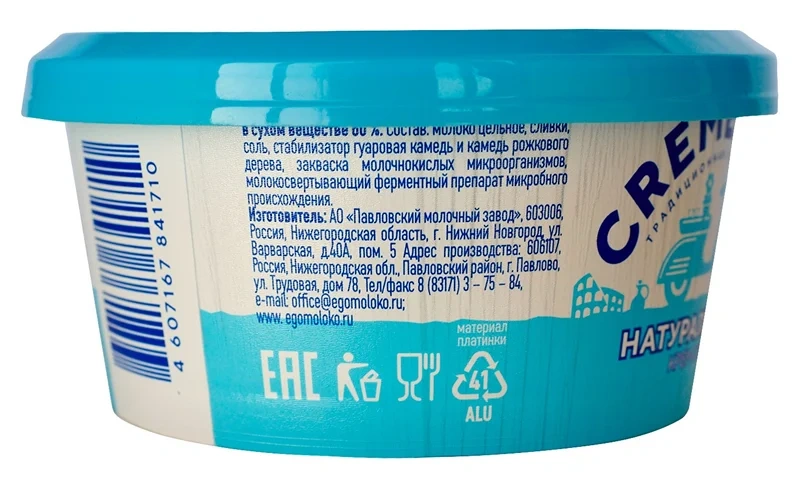 в сухом веществе 60 %. Состав: молоко цельное, сливки,
соль, стабилизатор гуаровая камедь и камедь рожкового
дерева, закваска молочнокислых микроорганизмов,
молокосвертывающий ферментный препарат микробного
происхождения.
Изготовитель: АО «Павловский молочный завод», 603006,
Россия, Нижегородская область, г. Нижний Новгород, ул.
Варварская, д.40А, пом. 5 Адрес производства: 606107,
Россия, Нижегородская обл., Павловский район, г. Павлово,
ул. Трудовая, дом 78, Тел/факс 8 (83171) 3 - 75 - 84,
e-mail: office@egomoloko.ru;
www. egomoloko.ru
4 607167 841710
EAC
материал
платинки
41
ALU
CREME
ТРАДИЦИОННЫЙ
НАТУРА